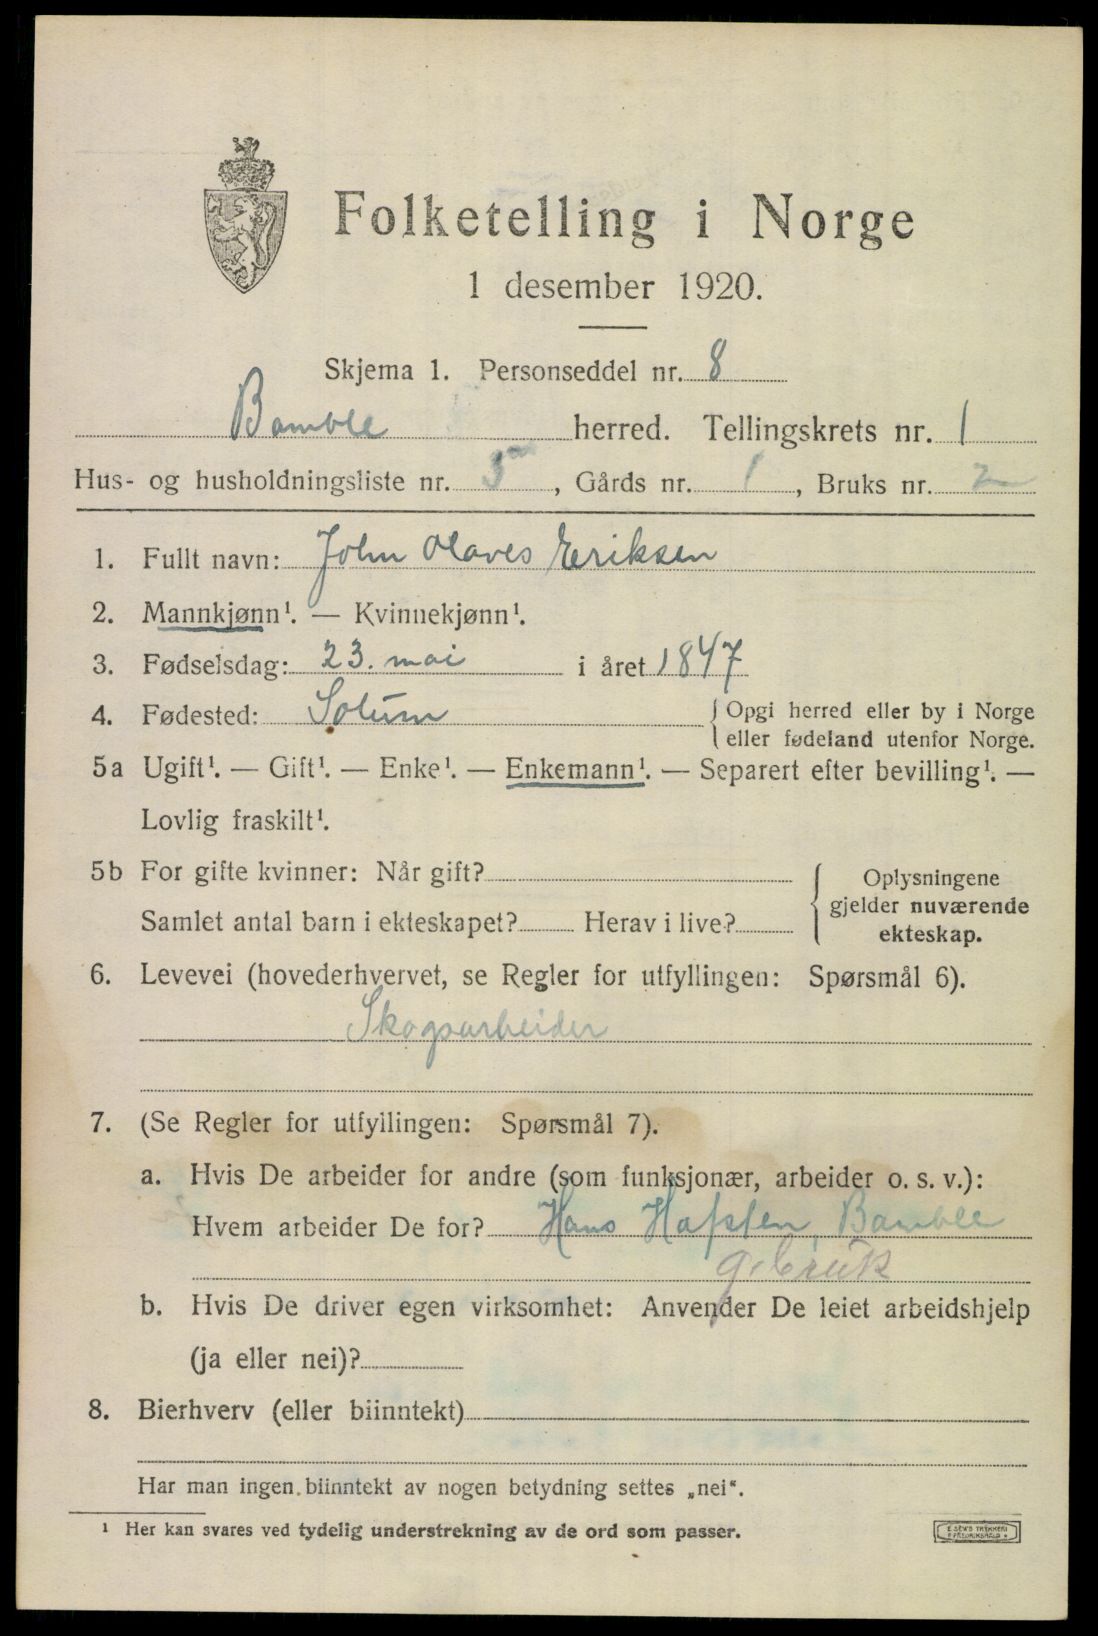 Folketelling i Norge
1 desember 1920.
Skjema 1. Personseddel nr. 8
Bamble herred. Tellingskrets nr. 1
Hus- og husholdningsliste nr. 3, Gårds nr. 1, Bruks nr. 2
1. Fullt navn: John Olaves Eriksen
2. Mannkjønn¹. — Kvinnekjønn¹.
3. Fødselsdag: 23. mai i året 1847
4. Fødested: Solum { Opgi herred eller by i Norge
eller fødeland utenfor Norge.
5a Ugift¹. — Gift¹. — Enke¹. — Enkemann¹. — Separert efter bevilling¹. —
Lovlig fraskilt¹.
5b For gifte kvinner: Når gift?
Samlet antal barn i ekteskapet? Herav i live?
Oplysningene
gjelder nuværende
ekteskap.
6. Levevei (hovederhvervet, se Regler for utfyllingen: Spørsmål 6).
Skogsarbeider
7. (Se Regler for utfyllingen: Spørsmål 7).
a. Hvis De arbeider for andre (som funksjonær, arbeider o. s. v.):
Hvem arbeider De for? Hans Hafsten, Bamble
g.bruk
b. Hvis De driver egen virksomhet: Anvender De leiet arbeidshjelp
(ja eller nei)?
8. Bierhverv (eller biinntekt)
Har man ingen biinntekt av nogen betydning settes „nei“.
¹ Her kan svares ved tydelig understrekning av de ord som passer.